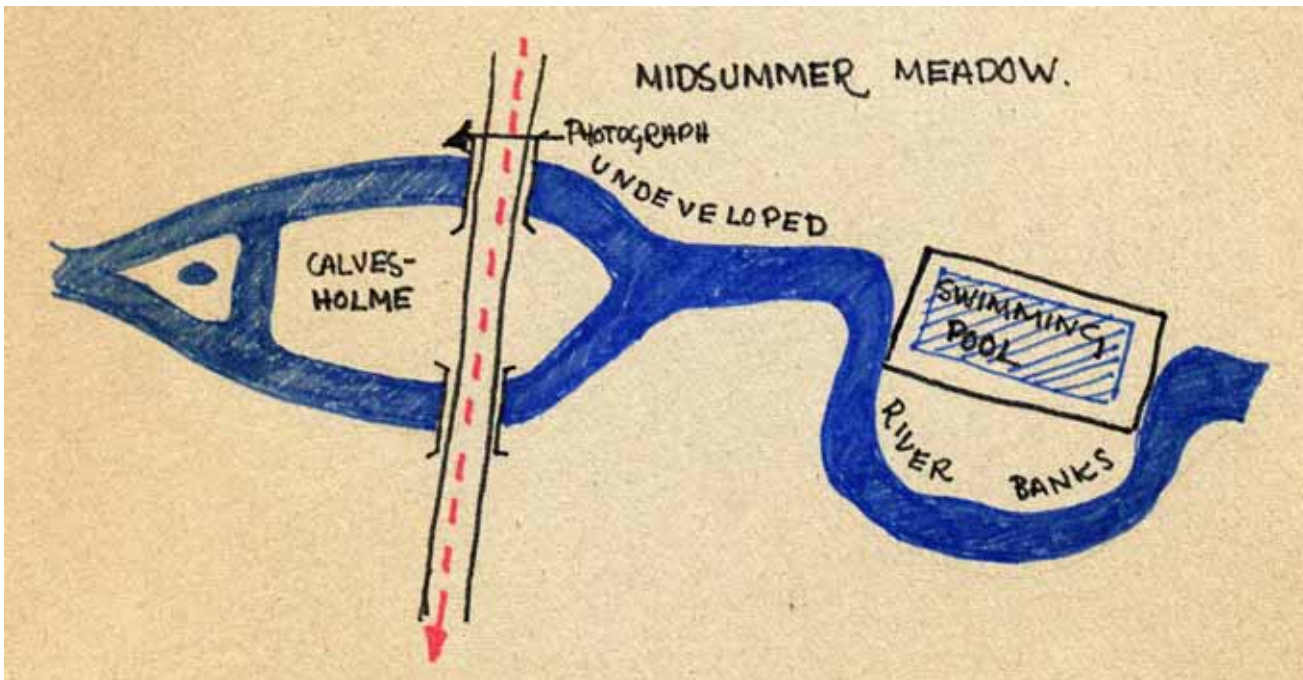 MIDSUMMER MEADOW.
PHOTOGRAPH
UNDEVELOPED
CALVES-
HOLME
SWIMMING
POOL
RIVER BANKS